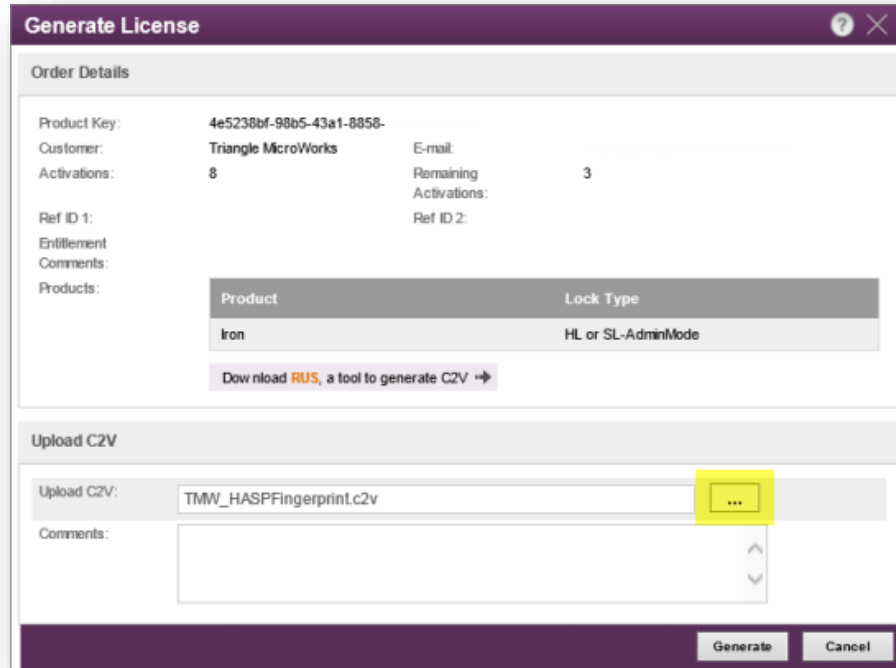 Generate License
?
Order Details
Product Key: 4e5238bf-98b5-43a1-8858-
Customer: Triangle MicroWorks E-mail:
Activations: 8 Remaining Activations: 3
Ref ID 1: Ref ID 2:
Entitlement
Comments:
Products:
Product Lock Type
Iron HL or SL-AdminMode
Download RUS, a tool to generate C2V
Upload C2V
Upload C2V: TMW_HASPFingerprint.c2v ...
Comments:
Generate Cancel